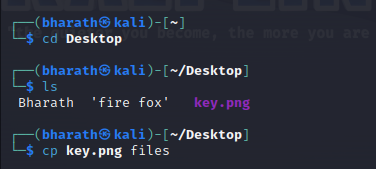 ┌──(bharath㉿kali)-[~]
└─$ cd Desktop
┌──(bharath㉿kali)-[~/Desktop]
└─$ ls
Bharath  'fire fox'   key.png
┌──(bharath㉿kali)-[~/Desktop]
└─$ cp key.png files